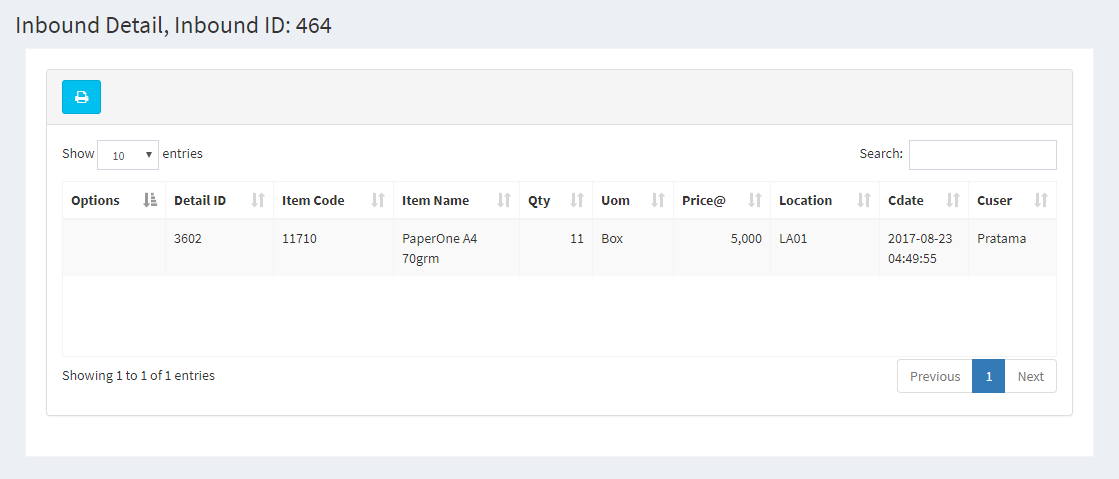 Inbound Detail, Inbound ID: 464
Show 10 entries Search:
Options Detail ID Item Code Item Name Qty Uom Price@ Location Cdate Cuser
3602 11710 PaperOne A4 11 Box 5,000 LA01 2017-08-23 Pratama
70grm 04:49:55
Showing 1 to 1 of 1 entries Previous 1 Next